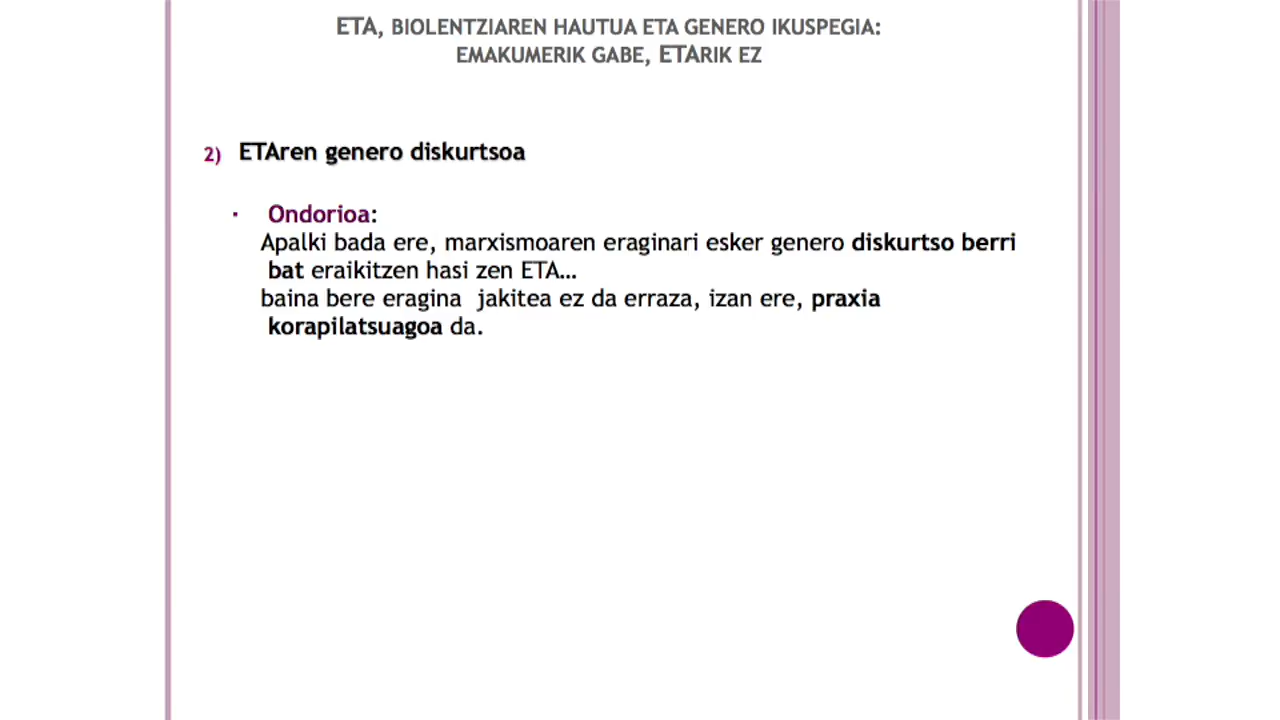 ETA, BIOLENTZIAREN HAUTUA ETA GENERO IKUSPEGIA:
EMAKUMERIK GABE, ETARIK EZ
2) ETAren genero diskurtsoa
· Ondorioa:
Apalki bada ere, marxismoaren eraginari esker genero diskurtso berri
bat eraikitzen hasi zen ETA…
baina bere eragina jakitea ez da erraza, izan ere, praxia
korapilatsuagoa da.